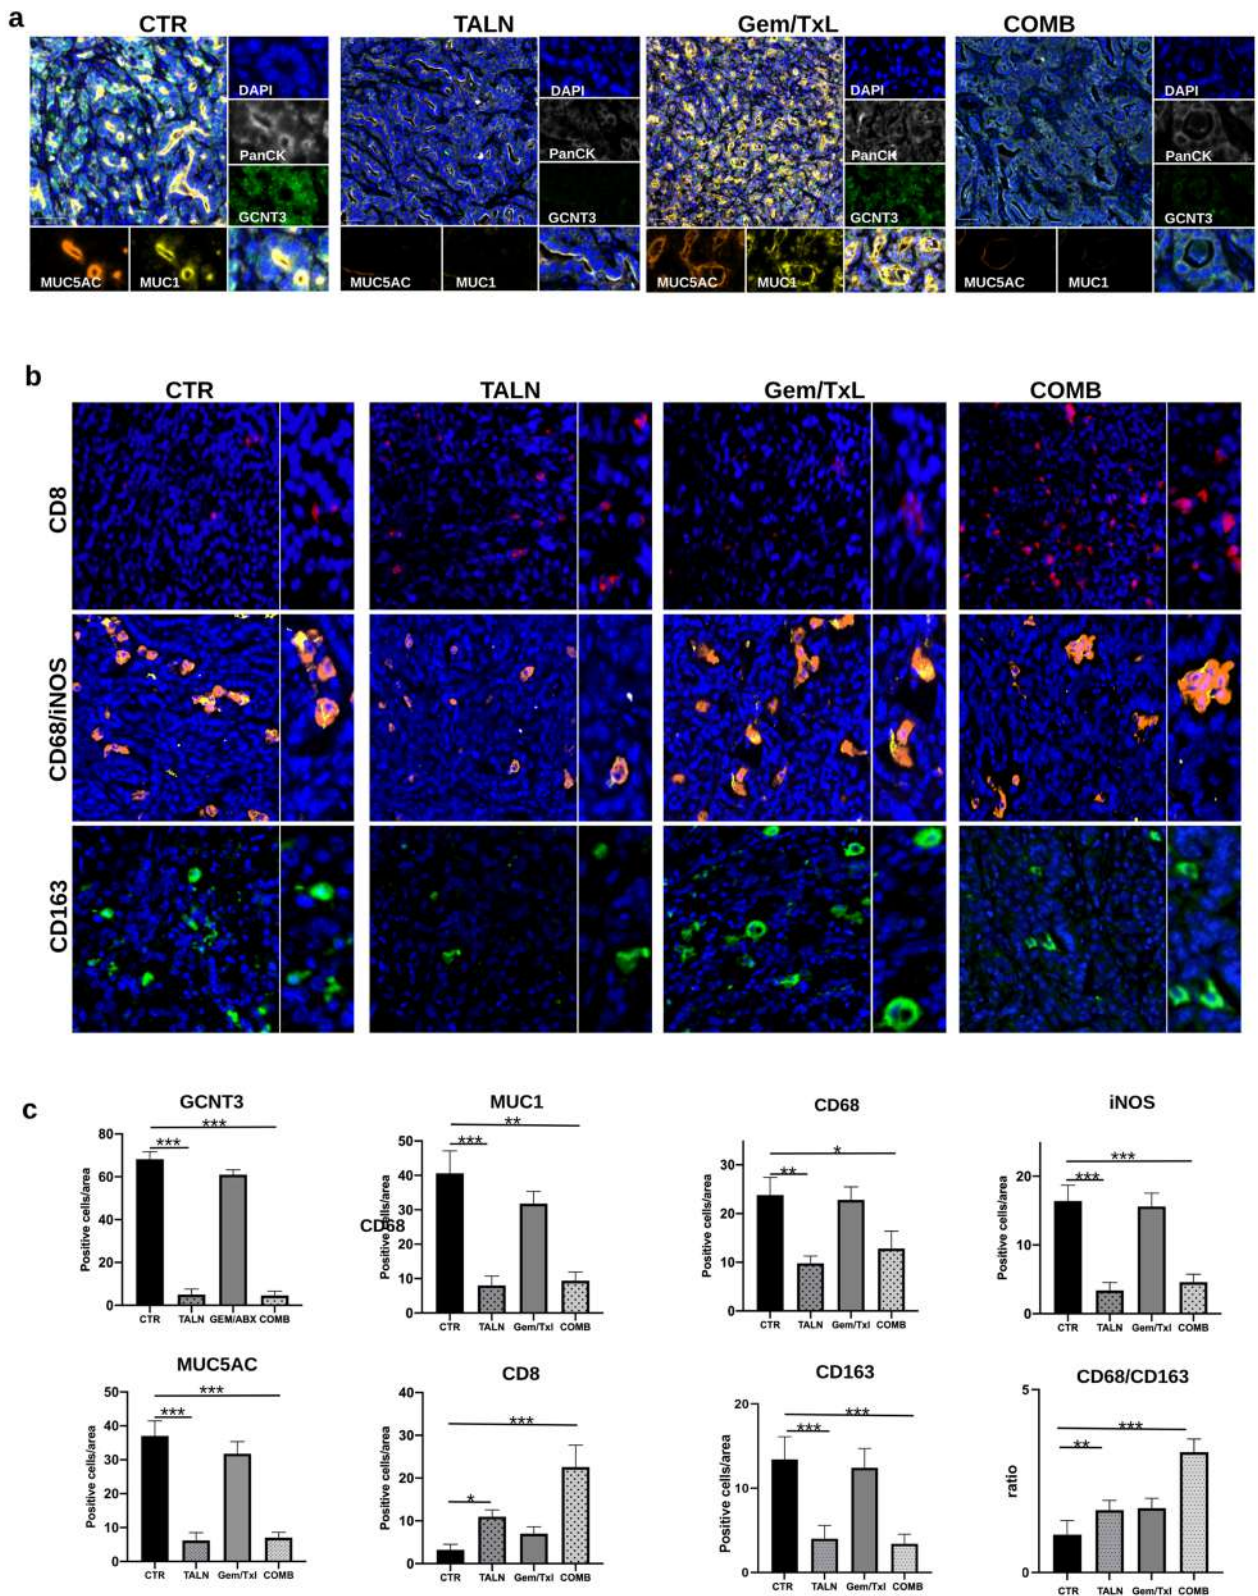 a
CTR TALN Gem/TxL COMB
DAPI DAPI DAPI DAPI
PanCK PanCK PanCK PanCK
GCNT3 GCNT3 GCNT3 GCNT3
MUC5AC MUC1 MUC5AC MUC1 MUC5AC MUC1 MUC5AC MUC1
b
CTR TALN Gem/TxL COMB
CD8
CD68/iNOS
CD163
c
GCNT3
***
***
Positive cells/area
80
60
40
20
0
CTR TALN GEM/ABX COMB
MUC1
**
***
Positive cells/area
CD68
50
40
30
20
10
0
CTR TALN Gem/Txl COMB
CD68
*
**
Positive cells/area
30
20
10
0
CTR TALN Gem/Txl COMB
iNOS
***
***
Positive cells/area
20
10
0
CTR TALN Gem/Txl COMB
MUC5AC
***
***
Positive cells/area
50
40
30
20
10
0
CTR TALN Gem/Txl COMB
CD8
***
*
Positive cells/area
40
30
20
10
0
CTR TALN Gem/Txl COMB
CD163
***
***
Positive cells/area
20
10
0
CTR TALN Gem/Txl COMB
CD68/CD163
***
**
ratio
5
0
CTR TALN Gem/Txl COMB